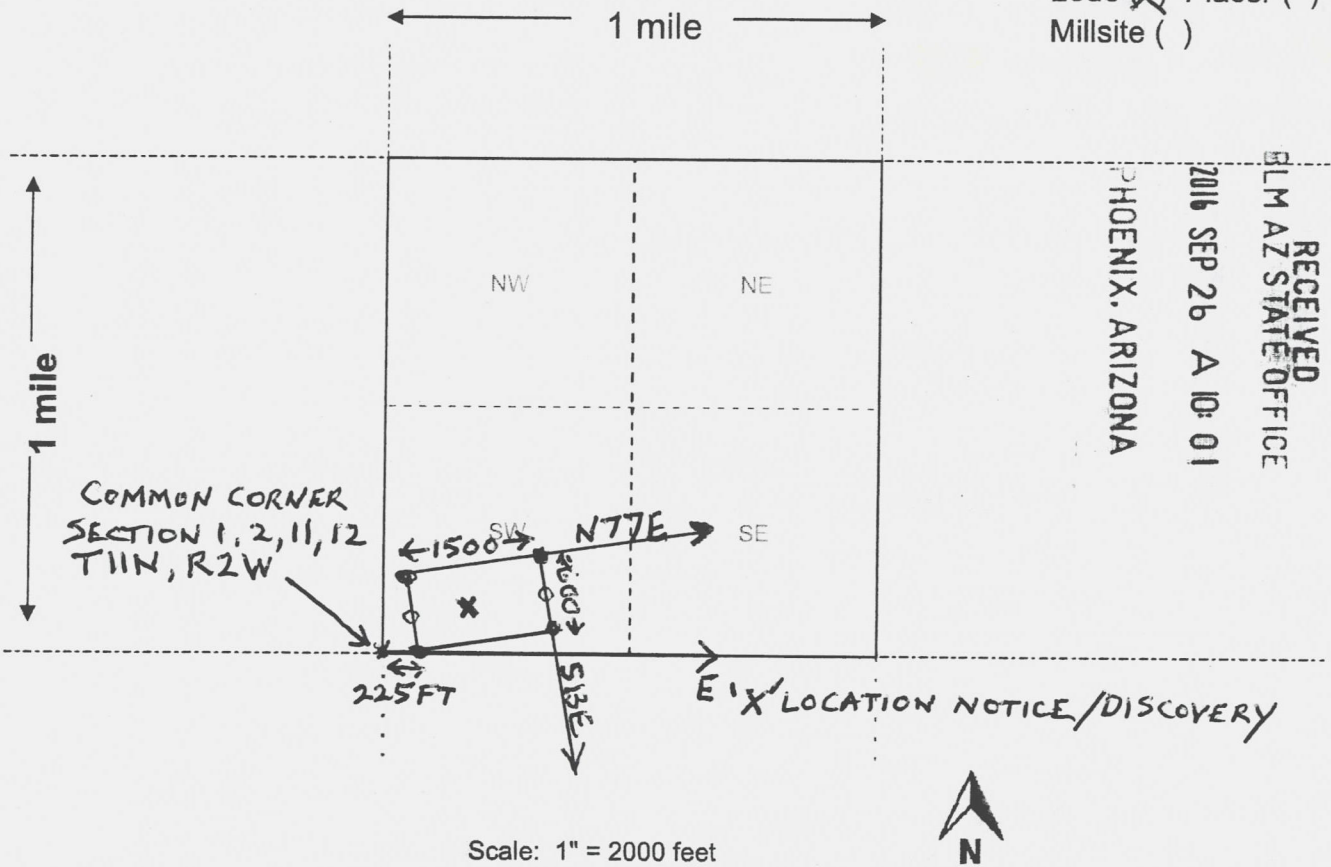 1 mile
Lode (X) Placer ( )
Millsite ( )
NW
NE
1 mile
RECEIVED
BLM AZ STATE OFFICE
2016 SEP 26 A 10:01
PHOENIX, ARIZONA
COMMON CORNER
SECTION 1, 2, 11, 12
T11N, R2W
SW
SE
1500
N77E
600
X
225FT
S13E
E 'X' LOCATION NOTICE/DISCOVERY
Scale: 1" = 2000 feet
N